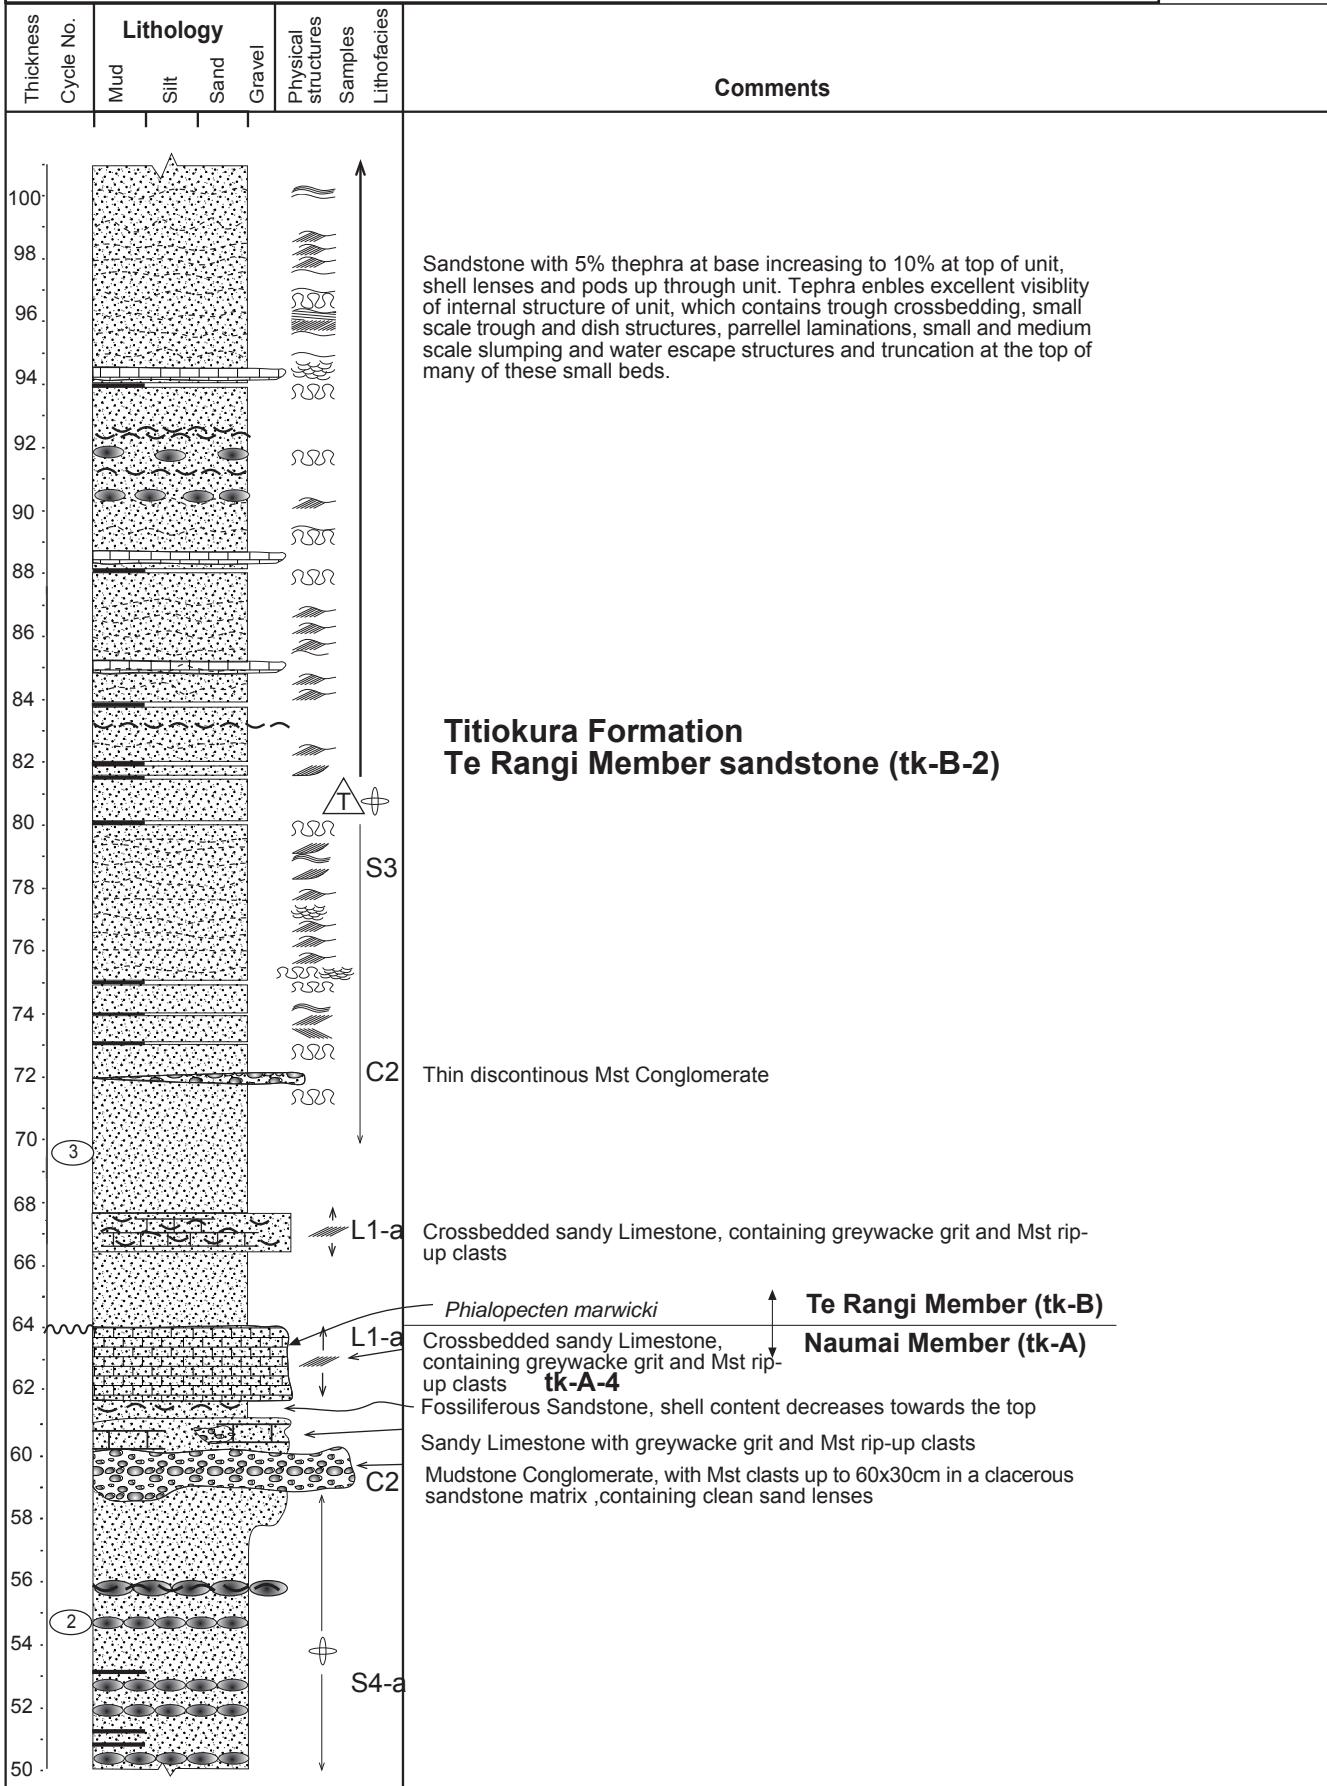 Thickness
Cycle No.
Lithology
Mud
Silt
Sand
Gravel
Physical
structures
Samples
Lithofacies
Comments
100
98
Sandstone with 5% thephra at base increasing to 10% at top of unit,
shell lenses and pods up through unit. Tephra enbles excellent visiblity
of internal structure of unit, which contains trough crossbedding, small
scale trough and dish structures, parrellel laminations, small and medium
scale slumping and water escape structures and truncation at the top of
many of these small beds.
96
94
92
90
88
86
84
Titiokura Formation
Te Rangi Member sandstone (tk-B-2)
82
T
80
S3
78
76
74
72
C2
Thin discontinous Mst Conglomerate
70
3
68
L1-a
Crossbedded sandy Limestone, containing greywacke grit and Mst rip-
up clasts
66
Phialopecten marwicki
Te Rangi Member (tk-B)
64
L1-a
Naumai Member (tk-A)
Crossbedded sandy Limestone,
containing greywacke grit and Mst rip-
up clasts tk-A-4
62
Fossiliferous Sandstone, shell content decreases towards the top
Sandy Limestone with greywacke grit and Mst rip-up clasts
60
C2
Mudstone Conglomerate, with Mst clasts up to 60x30cm in a clacerous
sandstone matrix ,containing clean sand lenses
58
56
2
54
S4-a
52
50